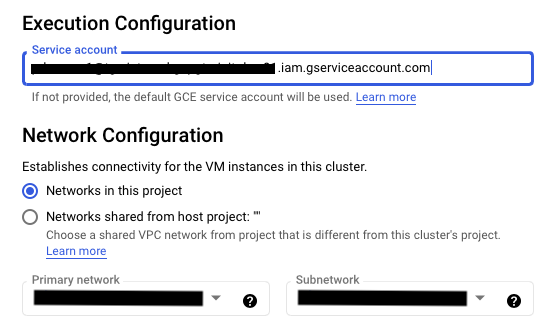 Execution Configuration
Service account
.iam.gserviceaccount.com
If not provided, the default GCE service account will be used. Learn more
Network Configuration
Establishes connectivity for the VM instances in this cluster.
Networks in this project
Networks shared from host project: ""
Choose a shared VPC network from project that is different from this cluster's project.
Learn more
Primary network
Subnetwork